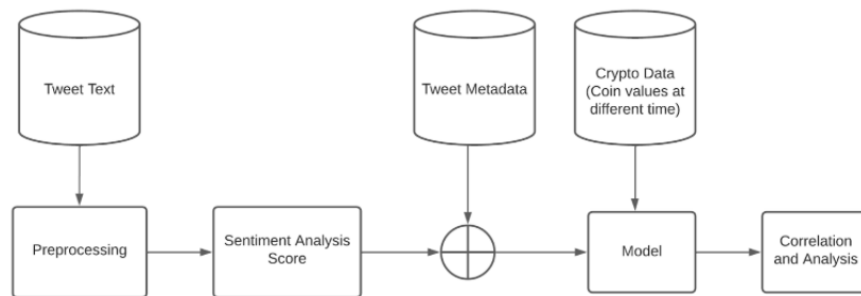 Tweet Text
Tweet Metadata
Crypto Data
(Coin values at
different time)
Preprocessing
Sentiment Analysis
Score
Model
Correlation
and Analysis